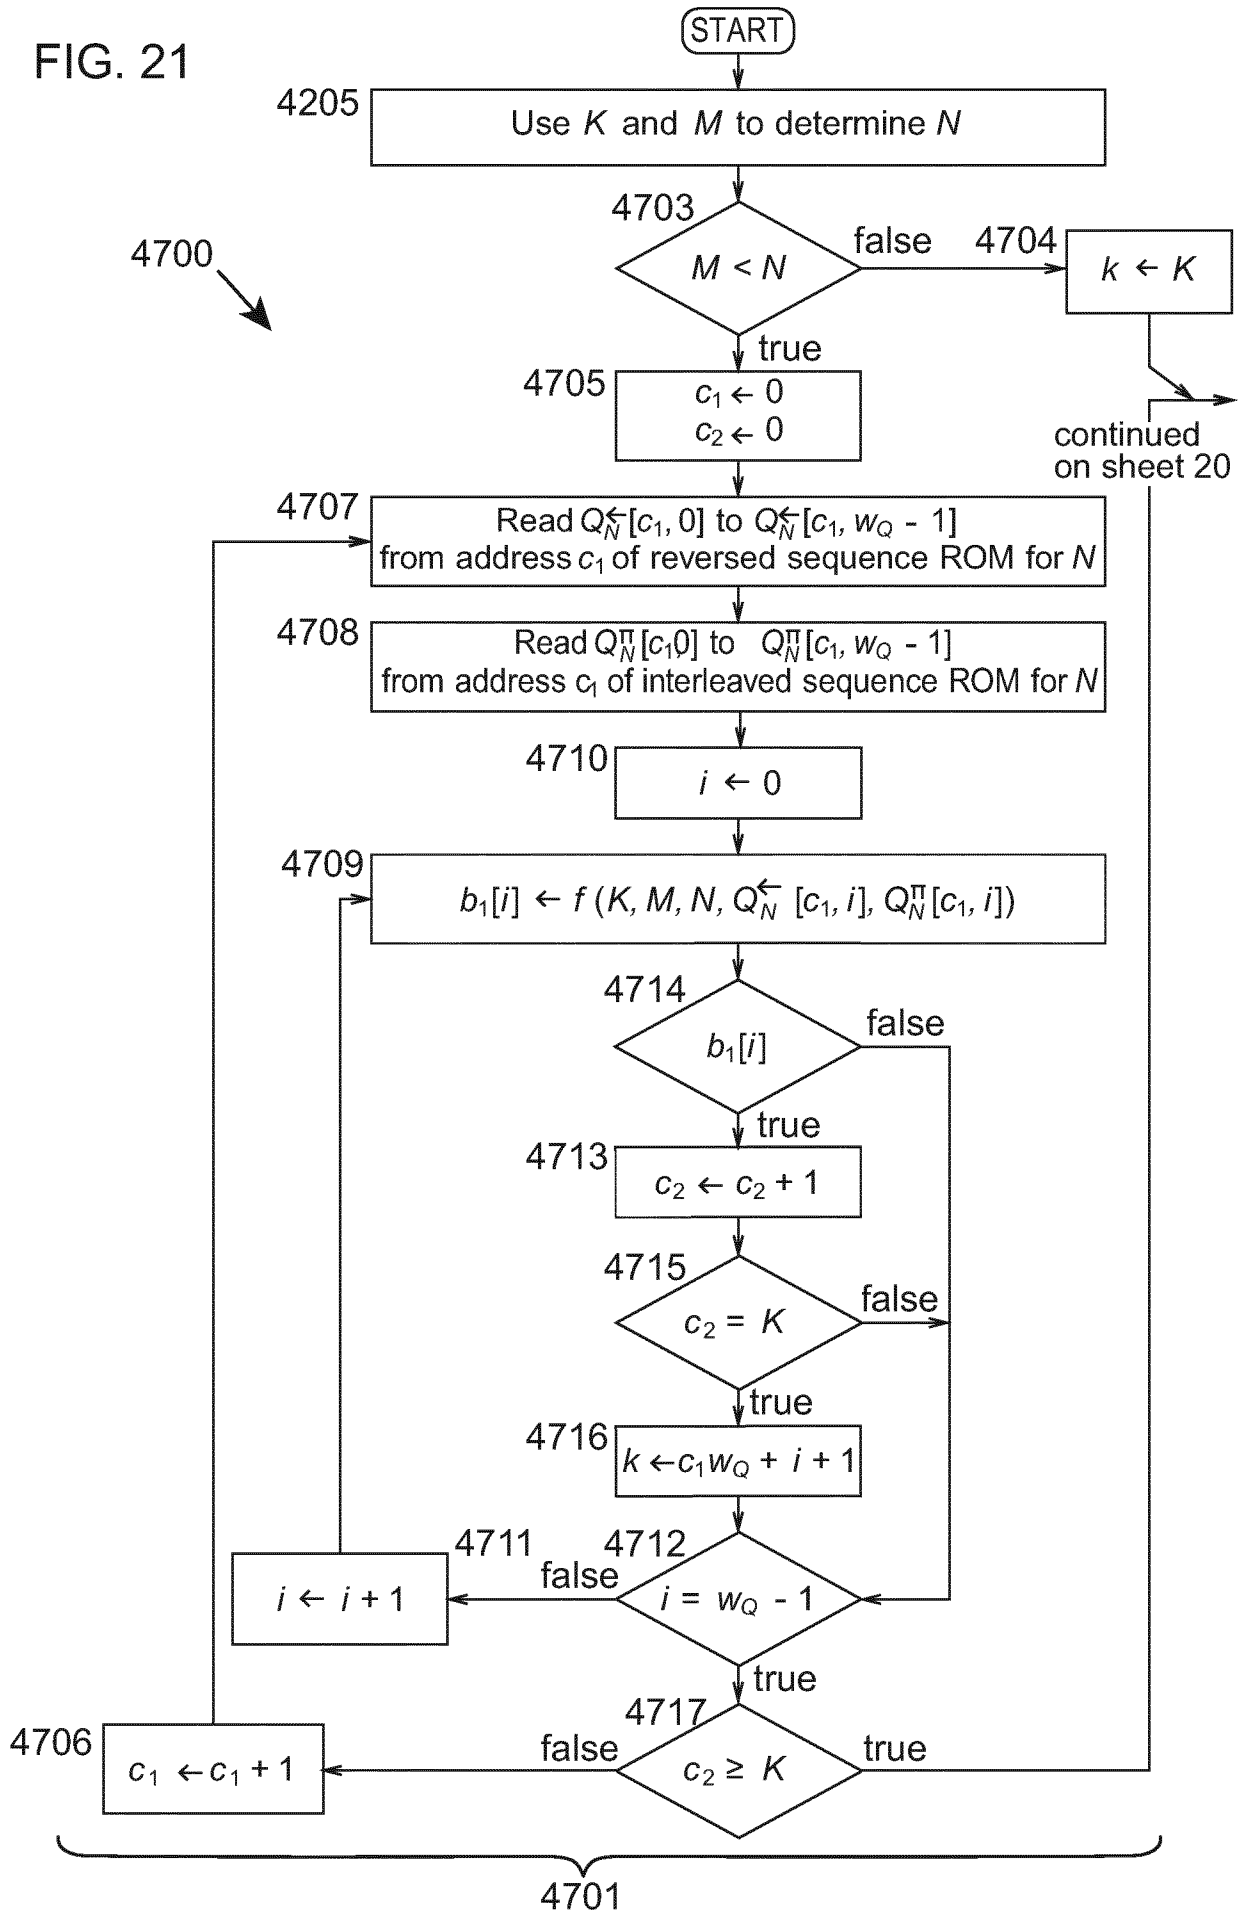 START
FIG. 21
4205
Use K and M to determine N
4703
M < N
false
4704
k ← K
4700
true
4705
c₁ ← 0
c₂ ← 0
continued
on sheet 20
4707
Read Q_N^←[c₁, 0] to Q_N^←[c₁, w_Q - 1]
from address c₁ of reversed sequence ROM for N
4708
Read Q_N^π[c₁,0] to Q_N^π[c₁, w_Q - 1]
from address c₁ of interleaved sequence ROM for N
4710
i ← 0
4709
b₁[i] ← f (K, M, N, Q_N^← [c₁, i], Q_N^π[c₁, i])
4714
b₁[i]
false
true
4713
c₂ ← c₂ + 1
4715
c₂ = K
false
true
4716
k ← c₁w_Q + i + 1
4711
i ← i + 1
false
4712
i = w_Q - 1
true
4706
c₁ ← c₁ + 1
false
4717
c₂ ≥ K
true
4701